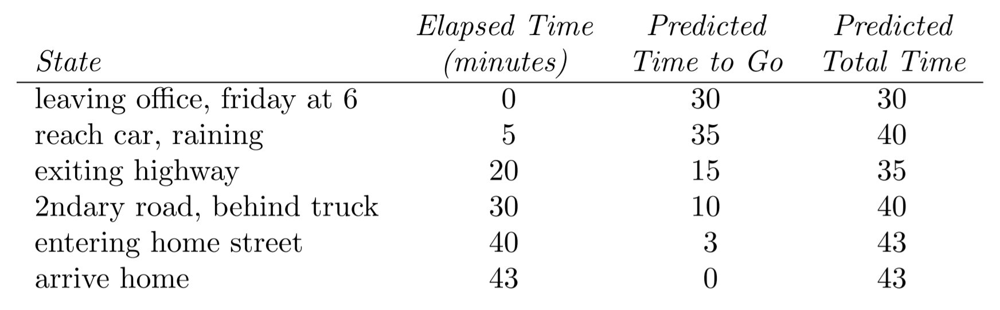 Elapsed Time Predicted Predicted
State (minutes) Time to Go Total Time
leaving office, friday at 6 0 30 30
reach car, raining 5 35 40
exiting highway 20 15 35
2ndary road, behind truck 30 10 40
entering home street 40 3 43
arrive home 43 0 43